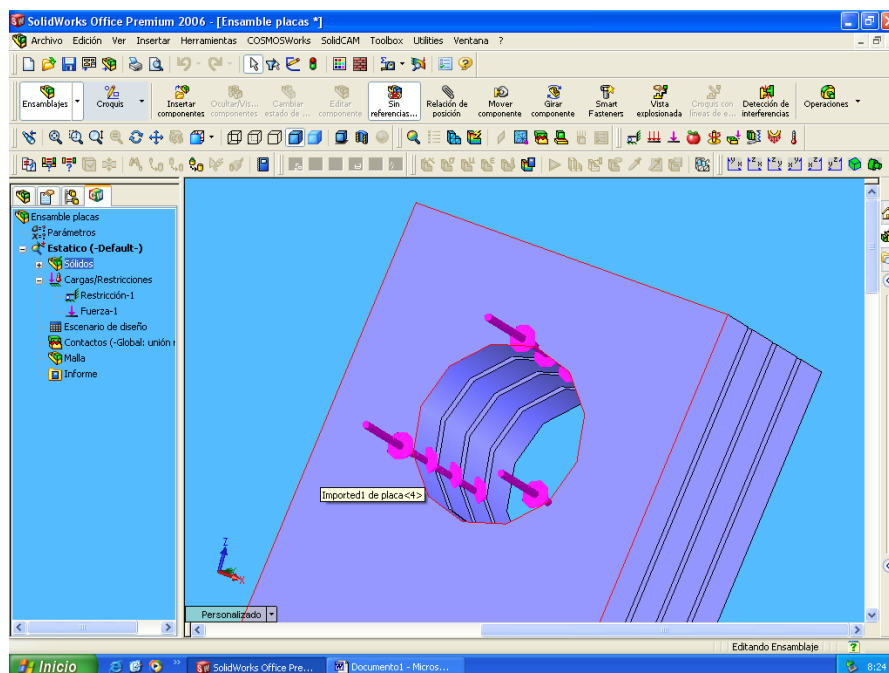 SolidWorks Office Premium 2006 - [Ensamble placas *]
Archivo Edición Ver Insertar Herramientas COSMOSWorks SolidCAM Toolbox Utilities Ventana ?
Ensamblajes
Croquis
Insertar componentes
Ocultar/Vis... componentes
Cambiar estado de ...
Editar componente
Sin referencias...
Relación de posición
Mover componente
Girar componente
Smart Fasteners
Vista explosionada
Croquis con líneas de e...
Detección de interferencias
Operaciones
Ensamble placas
Parámetros
Estatico (-Default-)
Sólidos
Cargas/Restricciones
Restricción-1
Fuerza-1
Escenario de diseño
Contactos (-Global: unión
Malla
Informe
Imported1 de placa<4>
Z
X
Personalizado
Editando Ensamblaje
Inicio
SolidWorks Office Pre...
Documento1 - Micros...
8:24